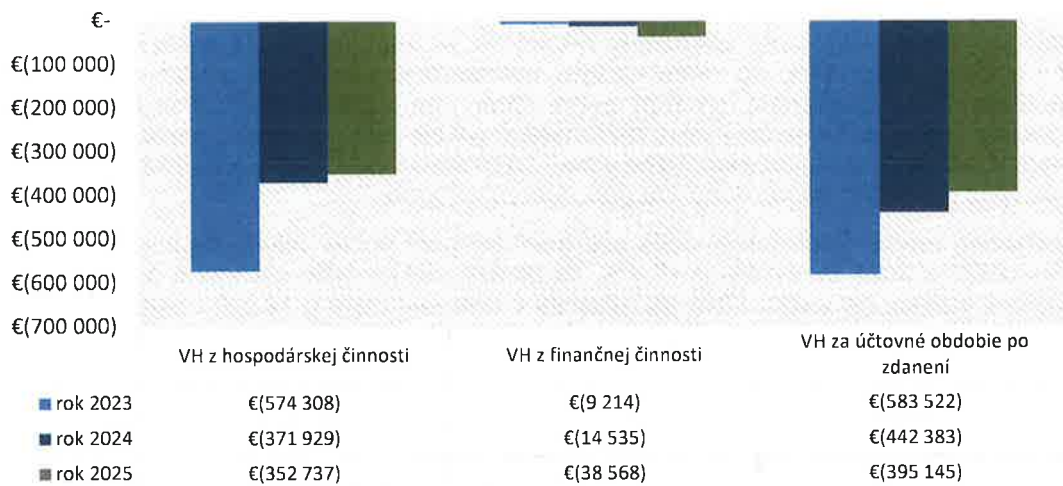 €-
€(100 000)
€(200 000)
€(300 000)
€(400 000)
€(500 000)
€(600 000)
€(700 000)
VH z hospodárskej činnosti VH z finančnej činnosti VH za účtovné obdobie po
zdanení
rok 2023 €(574 308) €(9 214) €(583 522)
rok 2024 €(371 929) €(14 535) €(442 383)
rok 2025 €(352 737) €(38 568) €(395 145)